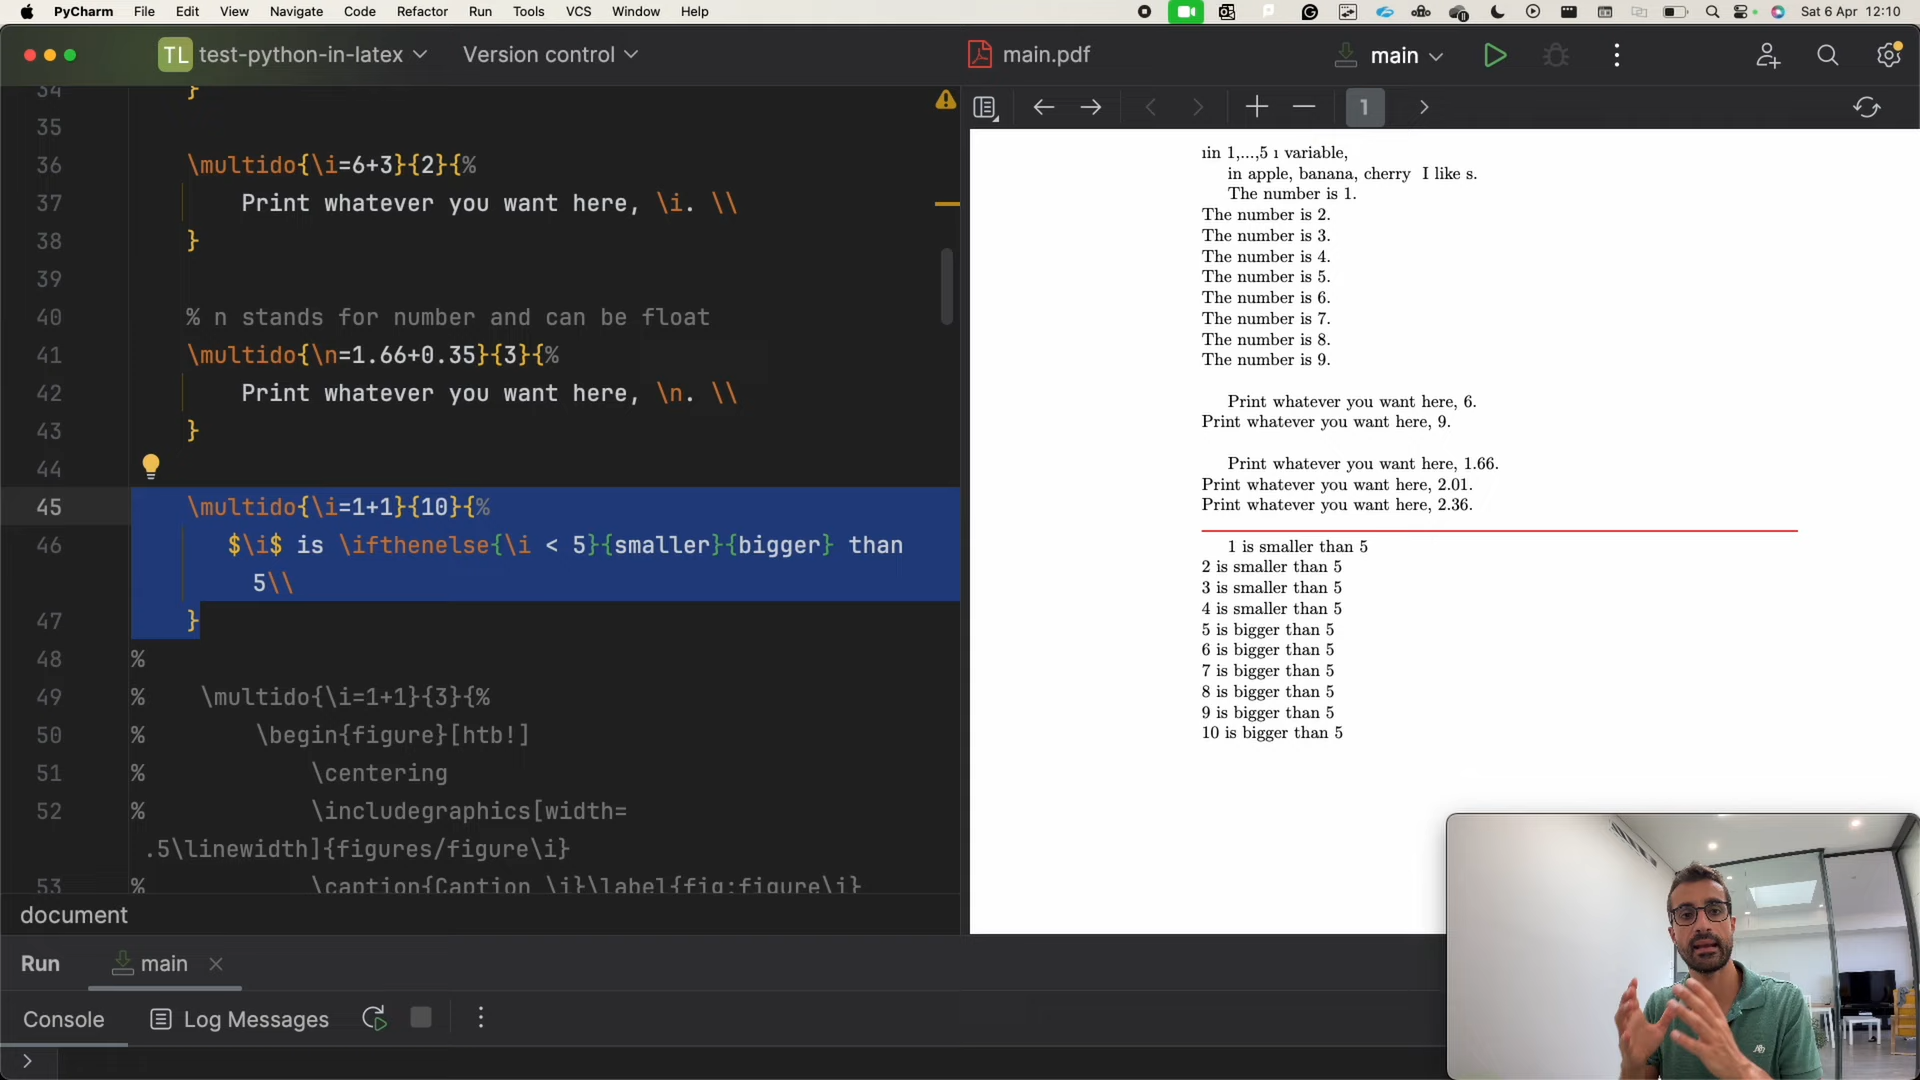 PyCharm File Edit View Navigate Code Refactor Run Tools VCS Window Help Sat 6 Apr 12:10
TL test-python-in-latex Version control main.pdf main
1
34 }
35
36 \multido{\i=6+3}{2}{%
37 Print whatever you want here, \i. \\
38 }
39
40 % n stands for number and can be float
41 \multido{\n=1.66+0.35}{3}{%
42 Print whatever you want here, \n. \\
43 }
44
45 \multido{\i=1+1}{10}{%
46 $\i$ is \ifthenelse{\i < 5}{smaller}{bigger} than
5\\
47 }
48 %
49 % \multido{\i=1+1}{3}{%
50 % \begin{figure}[htb!]
51 % \centering
52 % \includegraphics[width=
.5\linewidth]{figures/figure\i}
53 % \caption{Caption \i}\label{fig:figure\i}
document
ıin 1,...,5 ı variable,
in apple, banana, cherry I like s.
The number is 1.
The number is 2.
The number is 3.
The number is 4.
The number is 5.
The number is 6.
The number is 7.
The number is 8.
The number is 9.
Print whatever you want here, 6.
Print whatever you want here, 9.
Print whatever you want here, 1.66.
Print whatever you want here, 2.01.
Print whatever you want here, 2.36.
1 is smaller than 5
2 is smaller than 5
3 is smaller than 5
4 is smaller than 5
5 is bigger than 5
6 is bigger than 5
7 is bigger than 5
8 is bigger than 5
9 is bigger than 5
10 is bigger than 5
Run main
Console Log Messages